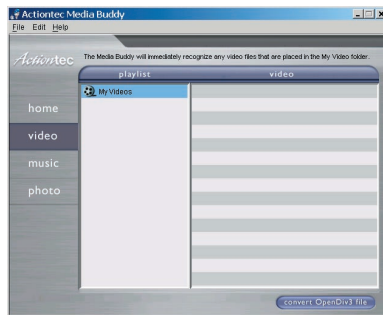 Actiontec Media Buddy
File Edit Help
Actiontec
The Media Buddy will immediately recognize any video files that are placed in the My Video folder.
playlist video
My Videos
home
video
music
photo
convert OpenDiv3 file